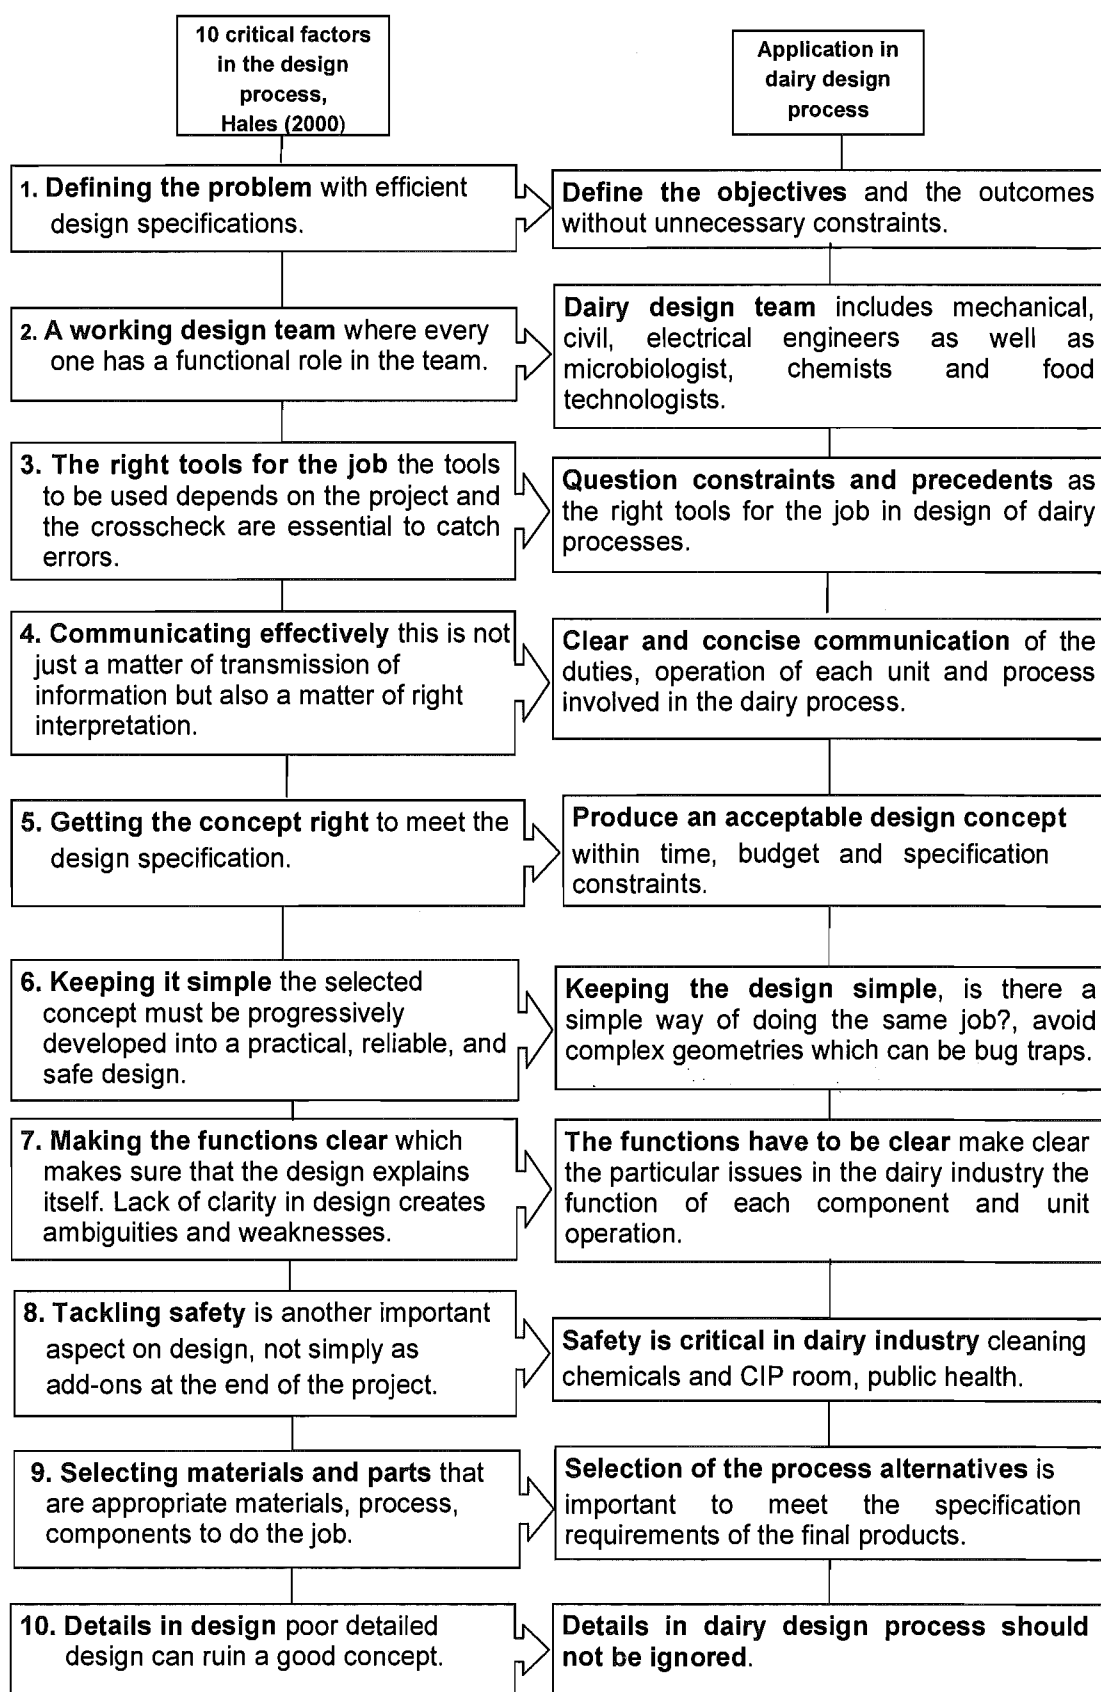 10 critical factors
in the design
process,
Hales (2000)
Application in
dairy design
process
1. Defining the problem with efficient
design specifications.
Define the objectives and the outcomes
without unnecessary constraints.
2. A working design team where every
one has a functional role in the team.
Dairy design team includes mechanical,
civil, electrical engineers as well as
microbiologist, chemists and food
technologists.
3. The right tools for the job the tools
to be used depends on the project and
the crosscheck are essential to catch
errors.
Question constraints and precedents as
the right tools for the job in design of dairy
processes.
4. Communicating effectively this is not
just a matter of transmission of
information but also a matter of right
interpretation.
Clear and concise communication of the
duties, operation of each unit and process
involved in the dairy process.
5. Getting the concept right to meet the
design specification.
Produce an acceptable design concept
within time, budget and specification
constraints.
6. Keeping it simple the selected
concept must be progressively
developed into a practical, reliable, and
safe design.
Keeping the design simple, is there a
simple way of doing the same job?, avoid
complex geometries which can be bug traps.
7. Making the functions clear which
makes sure that the design explains
itself. Lack of clarity in design creates
ambiguities and weaknesses.
The functions have to be clear make clear
the particular issues in the dairy industry the
function of each component and unit
operation.
8. Tackling safety is another important
aspect on design, not simply as
add-ons at the end of the project.
Safety is critical in dairy industry cleaning
chemicals and CIP room, public health.
9. Selecting materials and parts that
are appropriate materials, process,
components to do the job.
Selection of the process alternatives is
important to meet the specification
requirements of the final products.
10. Details in design poor detailed
design can ruin a good concept.
Details in dairy design process should
not be ignored.